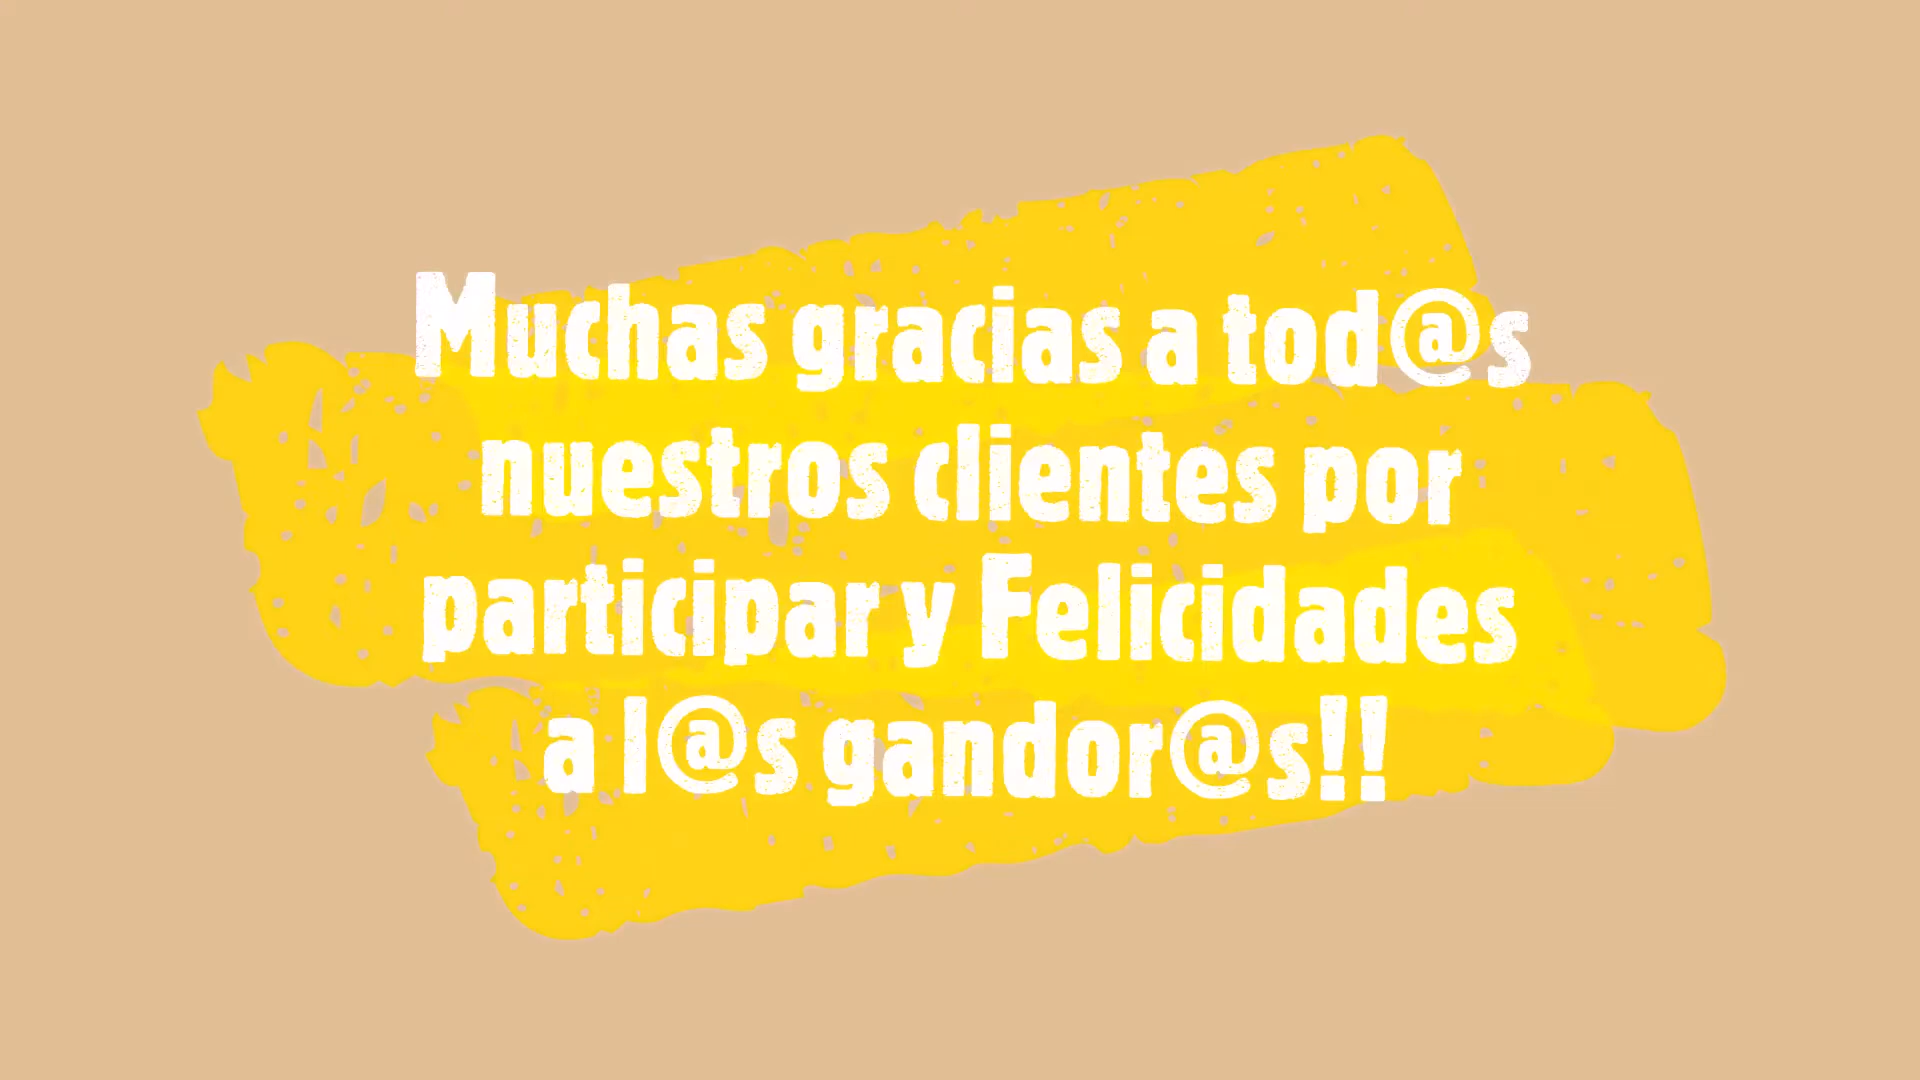 Muchas gracias a tod@s
nuestros clientes por
participar y Felicidades
a l@s gandor@s!!